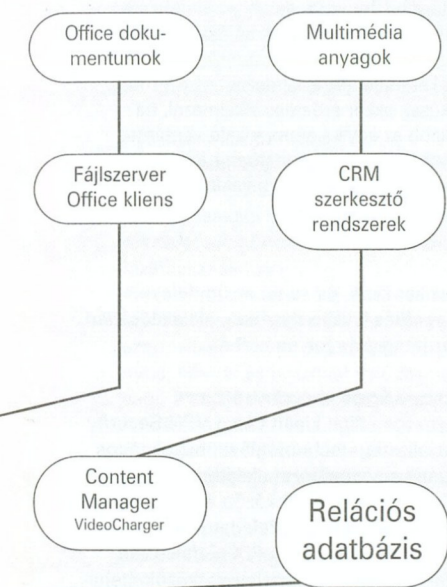 Office doku-
mentumok
Multimédia
anyagok
Fájlszerver
Office kliens
CRM
szerkesztő
rendszerek
Content
Manager
VideoCharger
Relációs
adatbázis